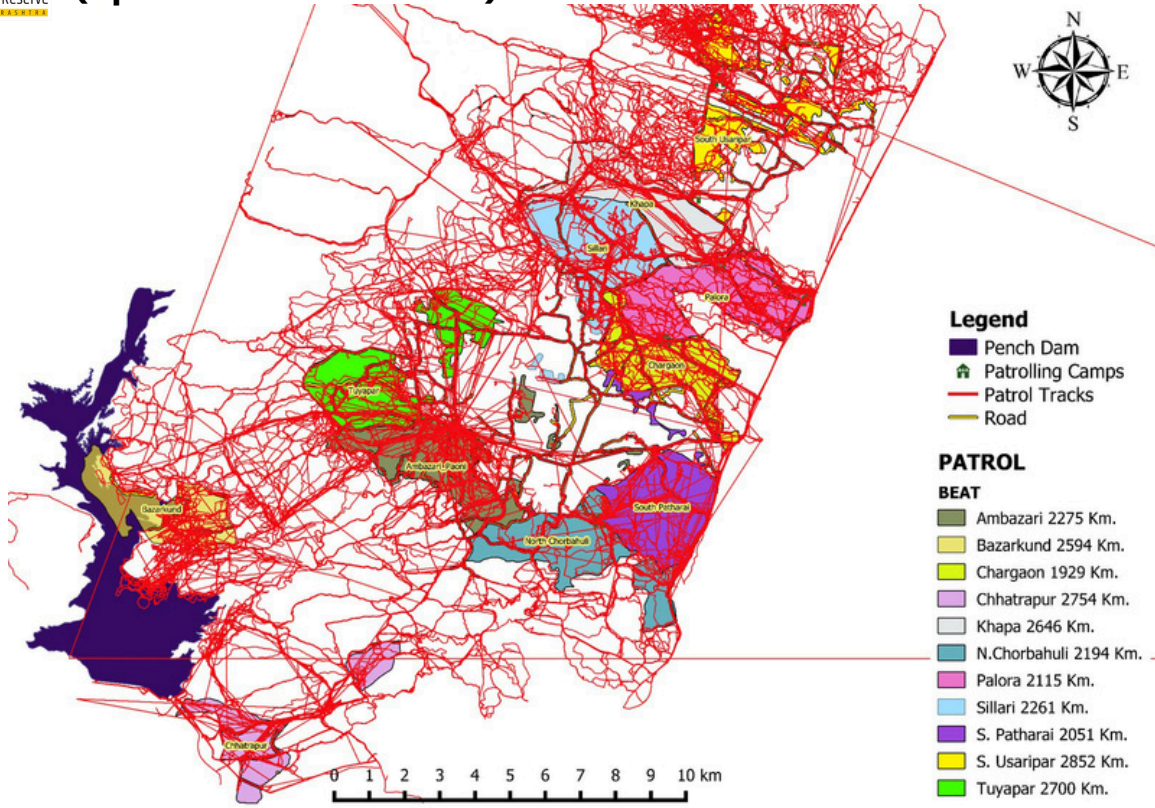 RESERVE
N
W
E
S
South Usaripar
Khapa
Sillari
Palora
Chargaon
Tuyapar
Ambazari_Paoni
Bazarkund
South Patharai
North Chorbahuli
Chhatrapur
0 1 2 3 4 5 6 7 8 9 10 km
Legend
Pench Dam
Patrolling Camps
Patrol Tracks
Road
PATROL
BEAT
Ambazari 2275 Km.
Bazarkund 2594 Km.
Chargaon 1929 Km.
Chhatrapur 2754 Km.
Khapa 2646 Km.
N.Chorbahuli 2194 Km.
Palora 2115 Km.
Sillari 2261 Km.
S. Patharai 2051 Km.
S. Usaripar 2852 Km.
Tuyapar 2700 Km.